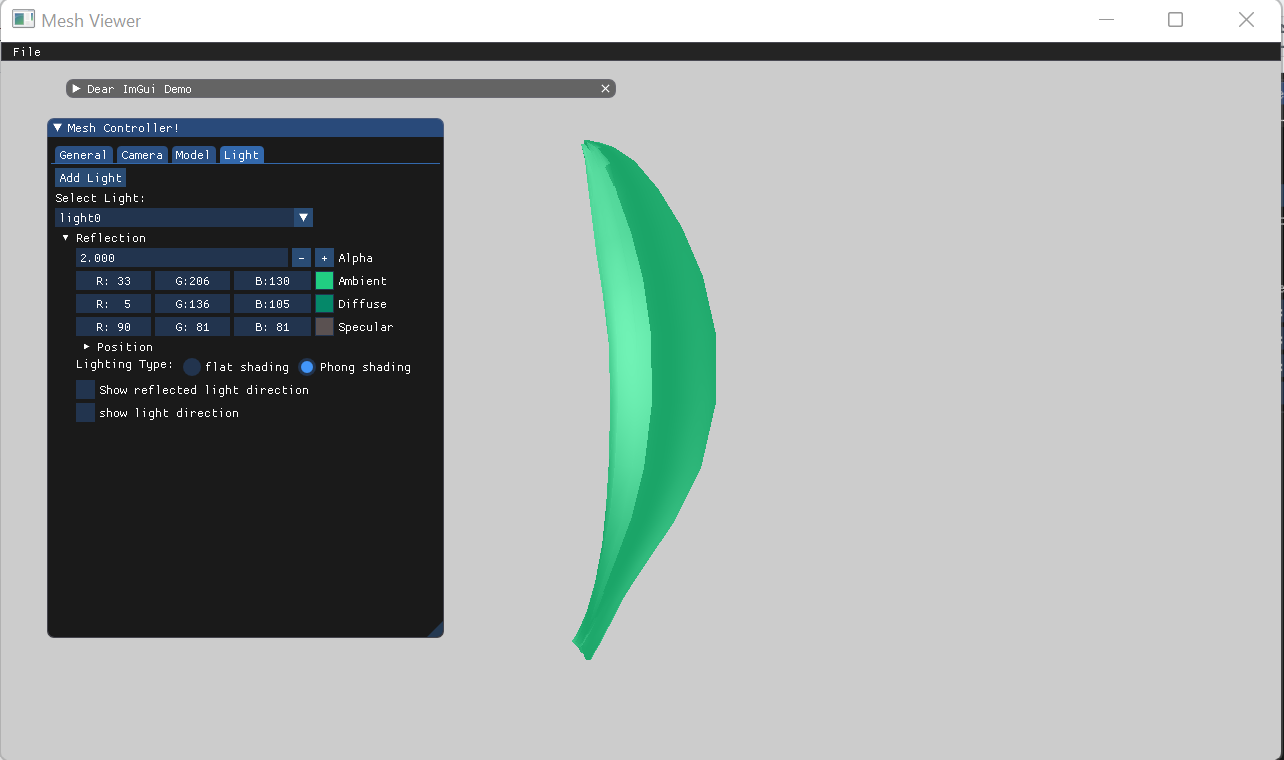 Mesh Viewer
File
Dear ImGui Demo
Mesh Controller!
General Camera Model Light
Add Light
Select Light:
light0
Reflection
2.000 - + Alpha
R: 33 G:206 B:130 Ambient
R: 5 G:136 B:105 Diffuse
R: 90 G: 81 B: 81 Specular
Position
Lighting Type: flat shading Phong shading
Show reflected light direction
show light direction